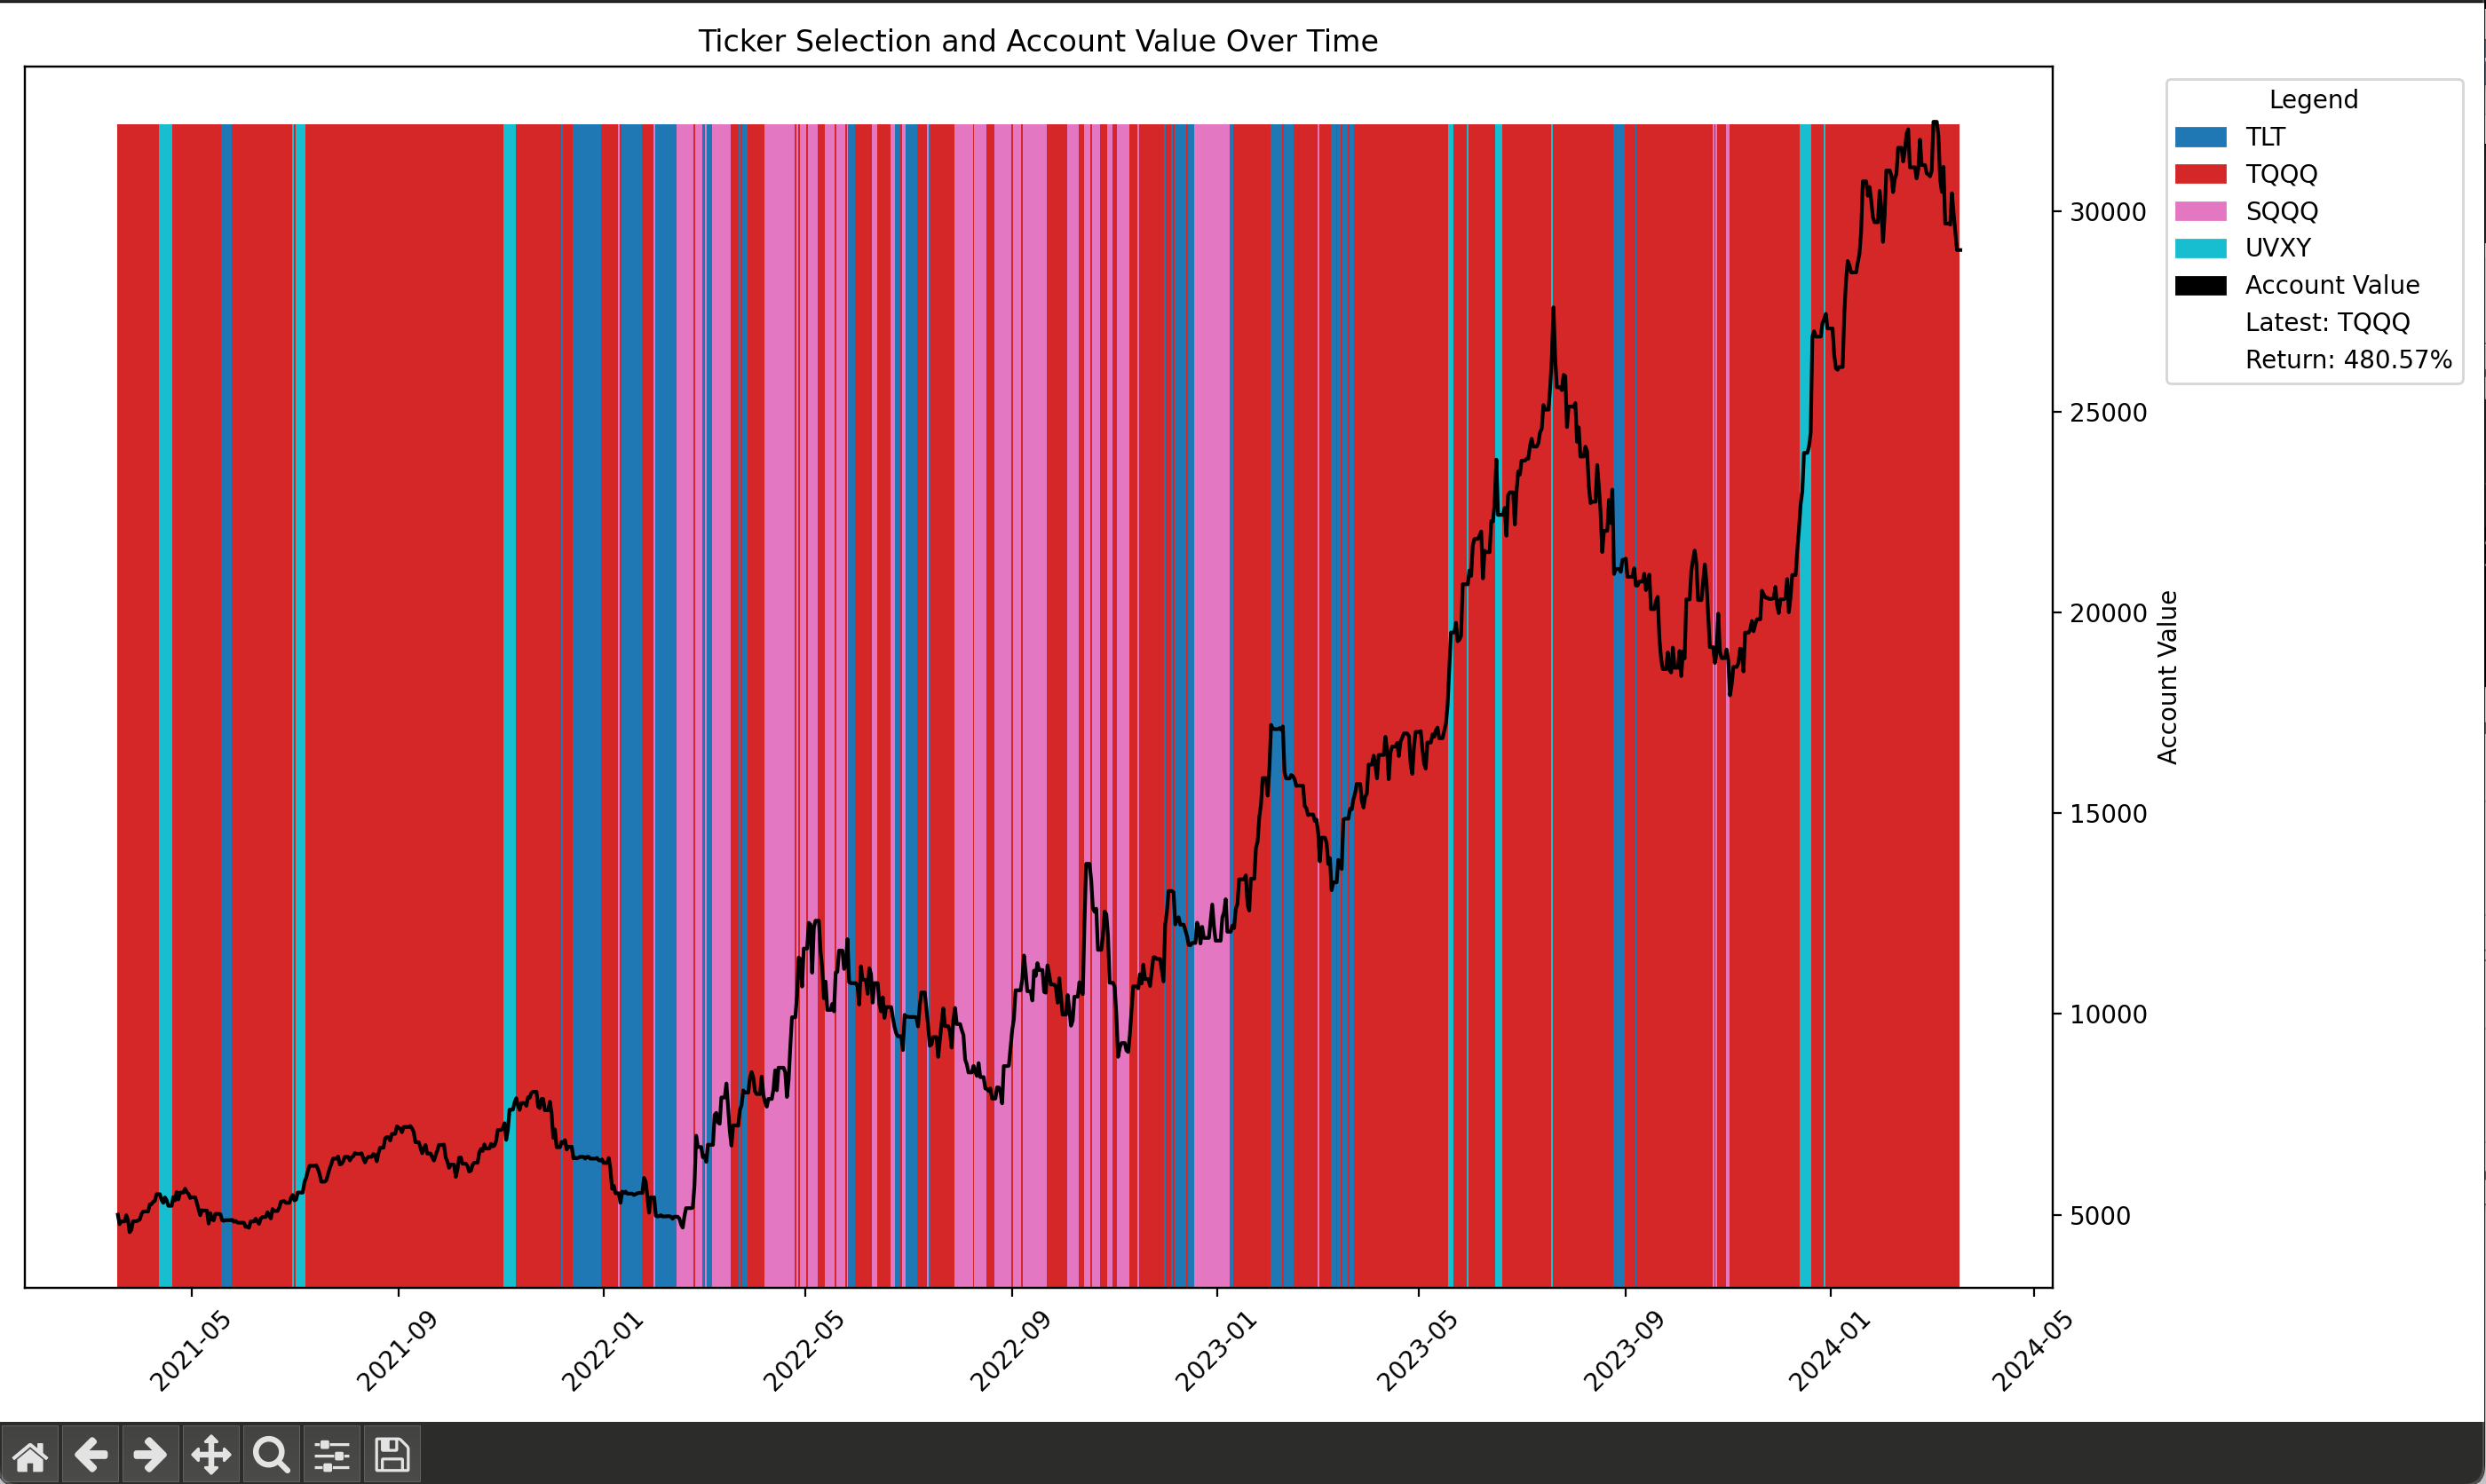 Ticker Selection and Account Value Over Time
Legend
TLT
TQQQ
SQQQ
UVXY
Account Value
Latest: TQQQ
Return: 480.57%
30000
25000
20000
15000
10000
5000
Account Value
2021-05
2021-09
2022-01
2022-05
2022-09
2023-01
2023-05
2023-09
2024-01
2024-05